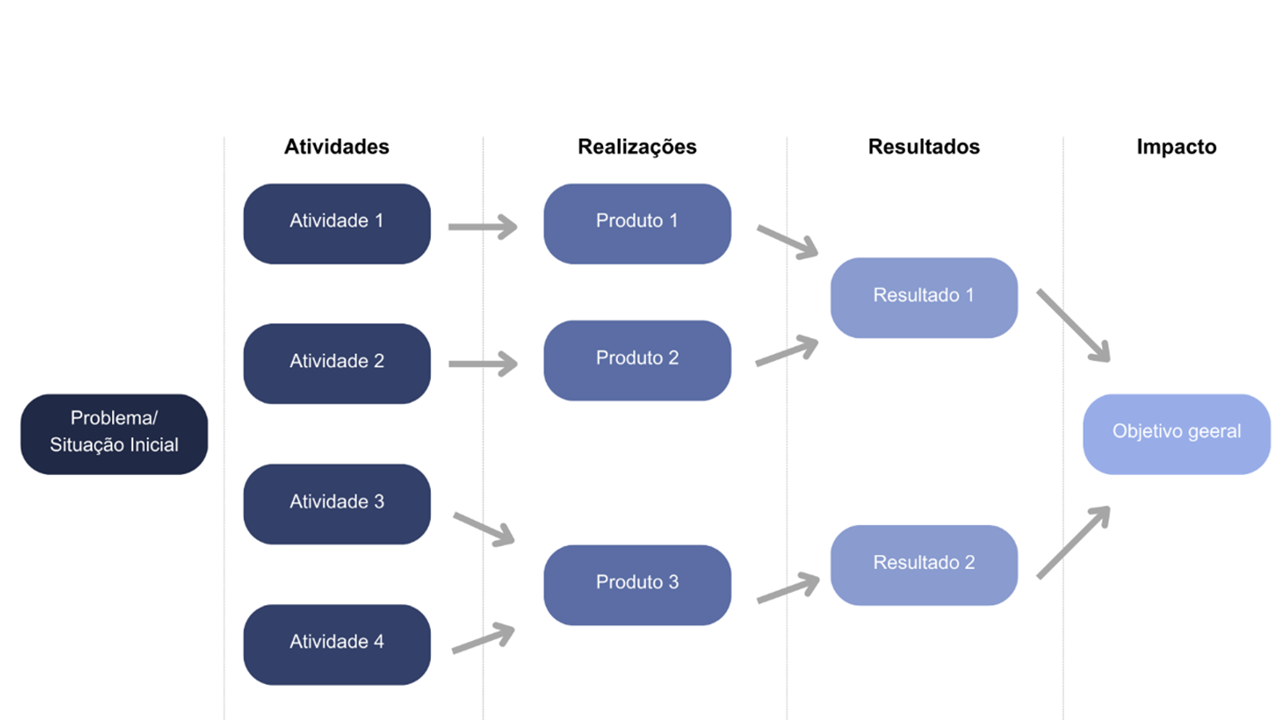 Atividades
Realizações
Resultados
Impacto
Atividade 1
Produto 1
Resultado 1
Atividade 2
Produto 2
Problema/
Situação Inicial
Objetivo geeral
Atividade 3
Produto 3
Resultado 2
Atividade 4